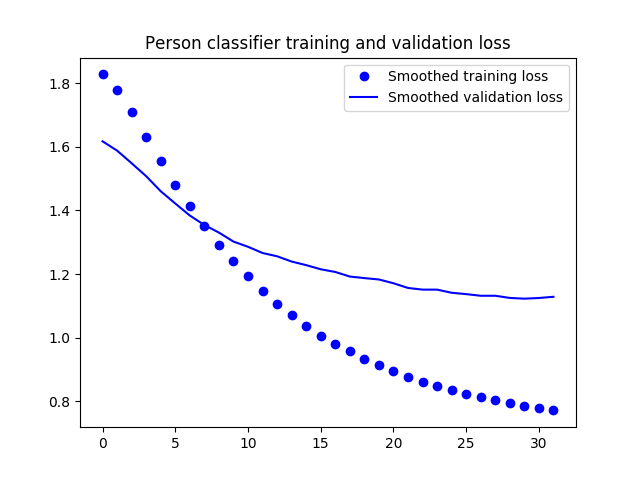 Person classifier training and validation loss
Smoothed training loss
Smoothed validation loss
1.8
1.6
1.4
1.2
1.0
0.8
0 5 10 15 20 25 30